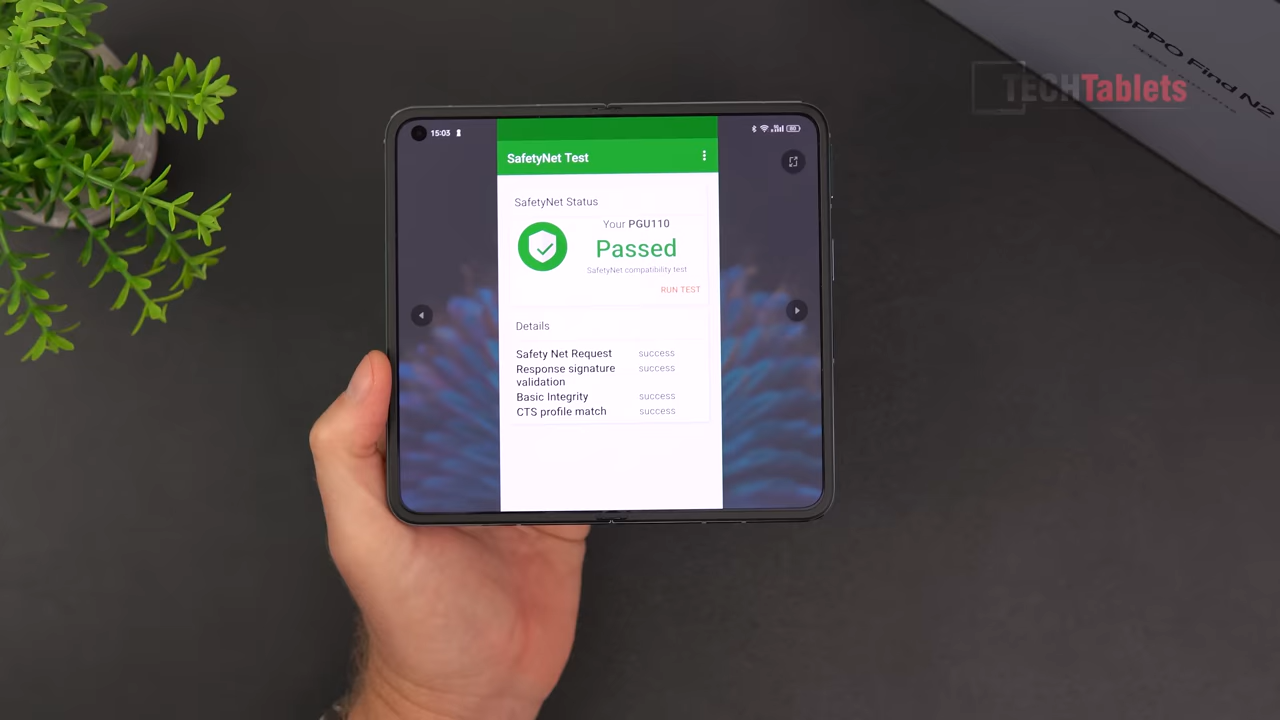 OPPO Find N2
TECHTablets
15:03
SafetyNet Test
SafetyNet Status
Your PGU110
Passed
SafetyNet compatibility test
RUN TEST
Details
Safety Net Request success
Response signature success
validation
Basic Integrity success
CTS profile match success